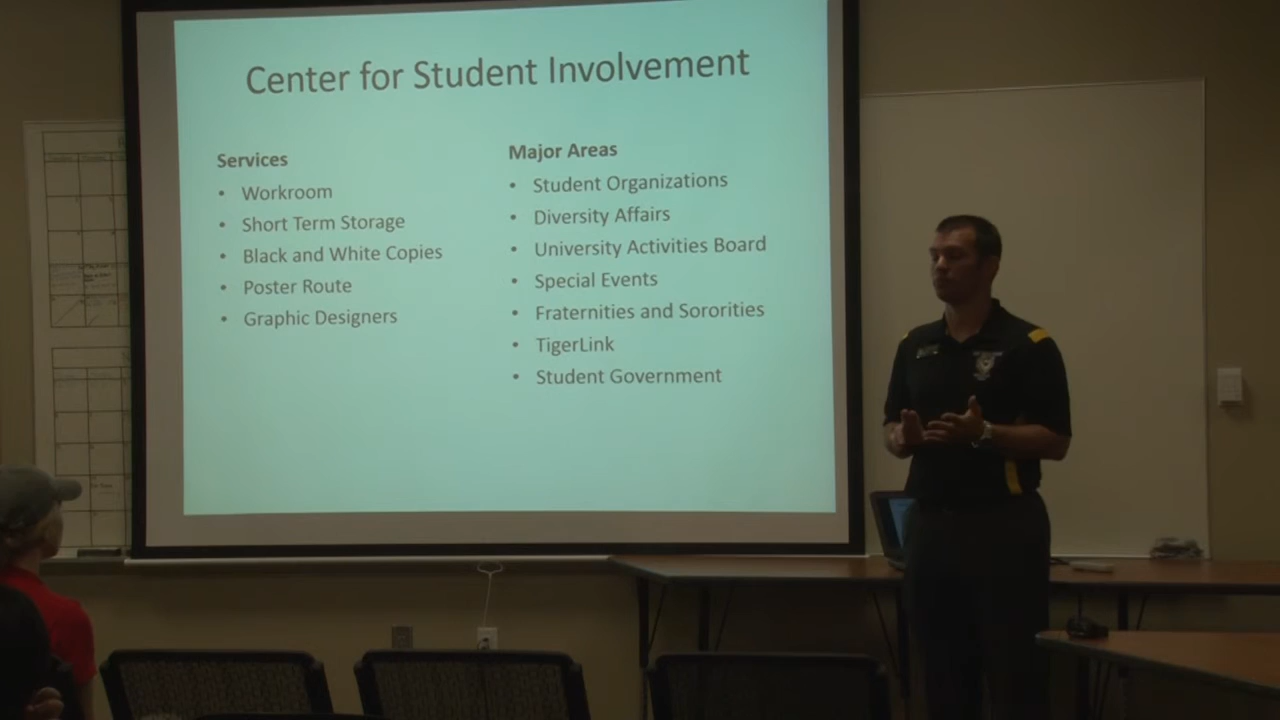 Center for Student Involvement
Services
• Workroom
• Short Term Storage
• Black and White Copies
• Poster Route
• Graphic Designers
Major Areas
• Student Organizations
• Diversity Affairs
• University Activities Board
• Special Events
• Fraternities and Sororities
• TigerLink
• Student Government